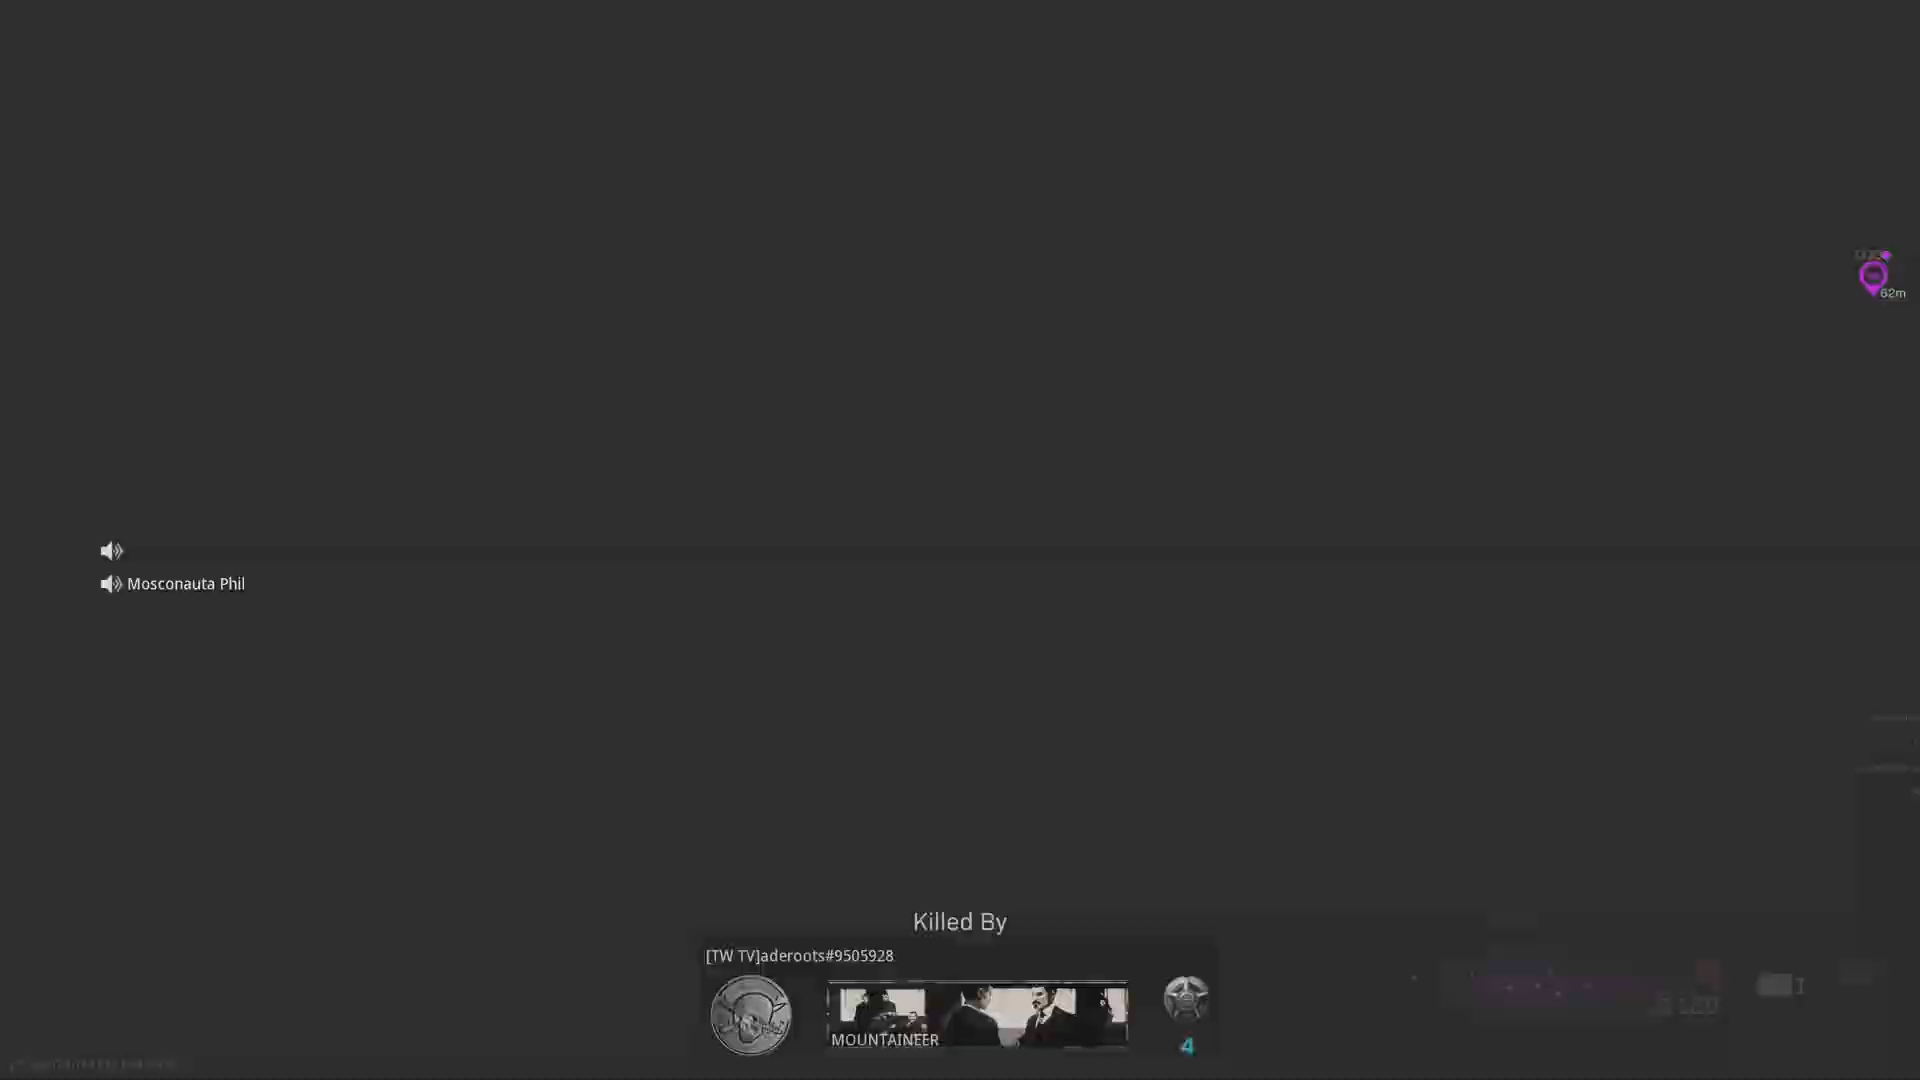 62m
Mosconauta Phil
Killed By
[TW TV]aderoots#9505928
MOUNTAINEER
4